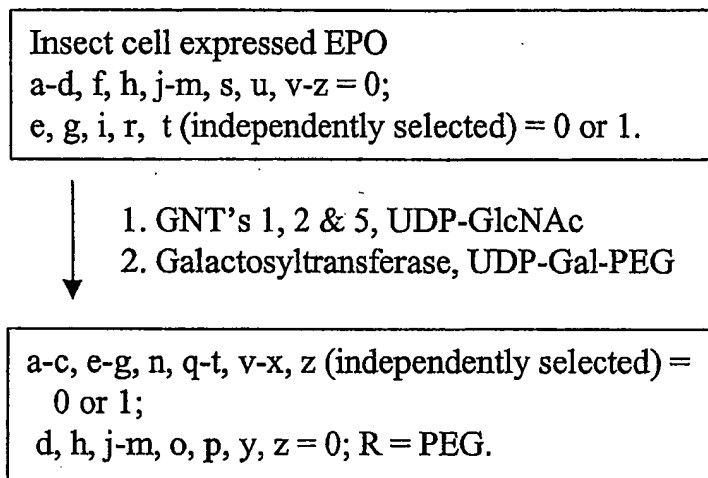 Insect cell expressed EPO
a-d, f, h, j-m, s, u, v-z = 0;
e, g, i, r, t (independently selected) = 0 or 1.
1. GNT's 1, 2 & 5, UDP-GlcNAc
2. Galactosyltransferase, UDP-Gal-PEG
a-c, e-g, n, q-t, v-x, z (independently selected) =
0 or 1;
d, h, j-m, o, p, y, z = 0; R = PEG.